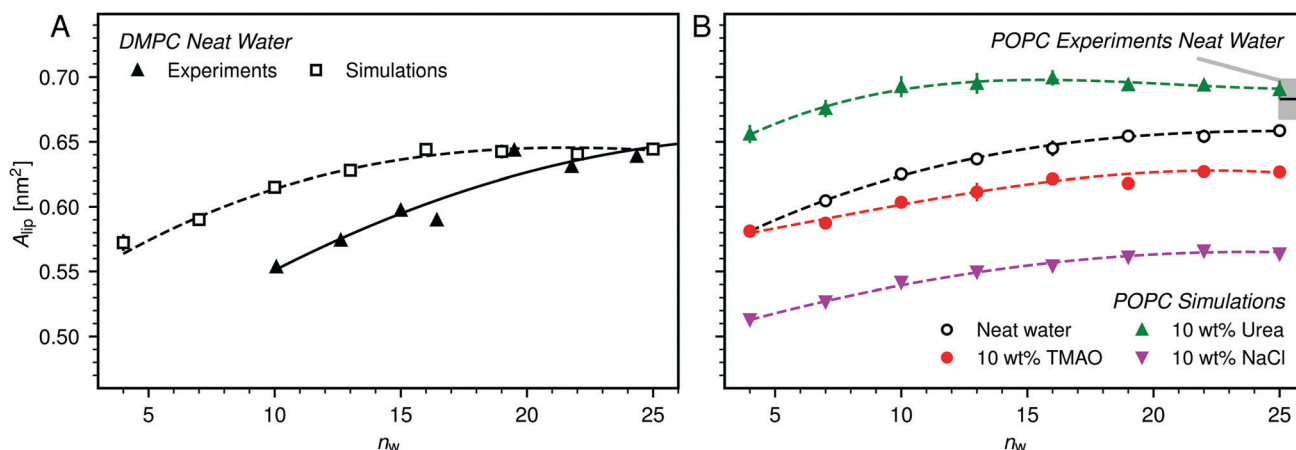 A
DMPC Neat Water
Experiments
Simulations
A_lip [nm²]
0.70
0.65
0.60
0.55
0.50
5
10
15
20
25
n_w
B
POPC Experiments Neat Water
POPC Simulations
Neat water
10 wt% Urea
10 wt% TMAO
10 wt% NaCl
5
10
15
20
25
n_w